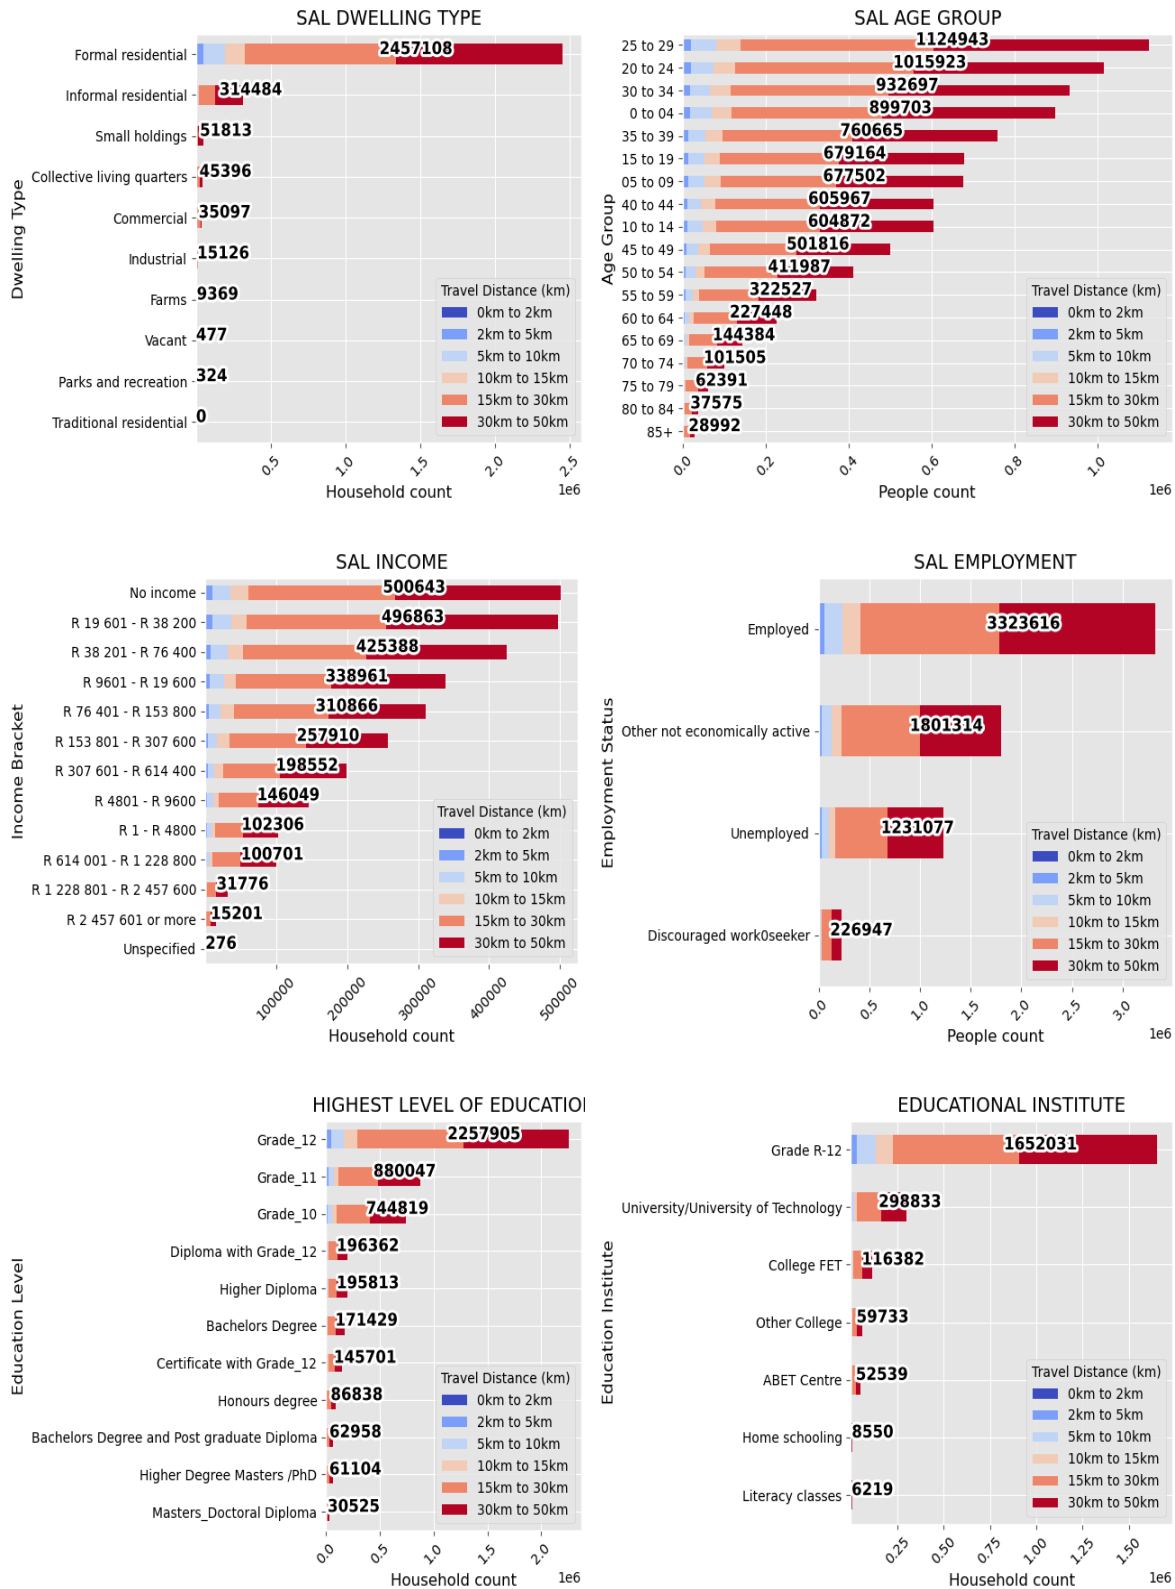 SAL DWELLING TYPE
Dwelling Type
Formal residential 2457108
Informal residential 314484
Small holdings 51813
Collective living quarters 45396
Commercial 35097
Industrial 15126
Farms 9369
Vacant 477
Parks and recreation 324
Traditional residential 0
Travel Distance (km)
0km to 2km
2km to 5km
5km to 10km
10km to 15km
15km to 30km
30km to 50km
0.5 1.0 1.5 2.0 2.5
1e6
Household count
SAL AGE GROUP
Age Group
25 to 29 1124943
20 to 24 1015923
30 to 34 932697
0 to 04 899703
35 to 39 760665
15 to 19 679164
05 to 09 677502
40 to 44 605967
10 to 14 604872
45 to 49 501816
50 to 54 411987
55 to 59 322527
60 to 64 227448
65 to 69 144384
70 to 74 101505
75 to 79 62391
80 to 84 37575
85+ 28992
Travel Distance (km)
0km to 2km
2km to 5km
5km to 10km
10km to 15km
15km to 30km
30km to 50km
0.0 0.2 0.4 0.6 0.8 1.0
1e6
People count
SAL INCOME
Income Bracket
No income 500643
R 19 601 - R 38 200 496863
R 38 201 - R 76 400 425388
R 9601 - R 19 600 338961
R 76 401 - R 153 800 310866
R 153 801 - R 307 600 257910
R 307 601 - R 614 400 198552
R 4801 - R 9600 146049
R 1 - R 4800 102306
R 614 001 - R 1 228 800 100701
R 1 228 801 - R 2 457 600 31776
R 2 457 601 or more 15201
Unspecified 276
Travel Distance (km)
0km to 2km
2km to 5km
5km to 10km
10km to 15km
15km to 30km
30km to 50km
100000 200000 300000 400000 500000
Household count
SAL EMPLOYMENT
Employment Status
Employed 3323616
Other not economically active 1801314
Unemployed 1231077
Discouraged work0seeker 226947
Travel Distance (km)
0km to 2km
2km to 5km
5km to 10km
10km to 15km
15km to 30km
30km to 50km
0.0 0.5 1.0 1.5 2.0 2.5 3.0
1e6
People count
HIGHEST LEVEL OF EDUCATIO
Education Level
Grade_12 2257905
Grade_11 880047
Grade_10 744819
Diploma with Grade_12 196362
Higher Diploma 195813
Bachelors Degree 171429
Certificate with Grade_12 145701
Honours degree 86838
Bachelors Degree and Post graduate Diploma 62958
Higher Degree Masters /PhD 61104
Masters_Doctoral Diploma 30525
Travel Distance (km)
0km to 2km
2km to 5km
5km to 10km
10km to 15km
15km to 30km
30km to 50km
0.0 0.5 1.0 1.5 2.0
1e6
Household count
EDUCATIONAL INSTITUTE
Education Institute
Grade R-12 1652031
University/University of Technology 298833
College FET 116382
Other College 59733
ABET Centre 52539
Home schooling 8550
Literacy classes 6219
Travel Distance (km)
0km to 2km
2km to 5km
5km to 10km
10km to 15km
15km to 30km
30km to 50km
0.25 0.50 0.75 1.00 1.25 1.50
1e6
Household count